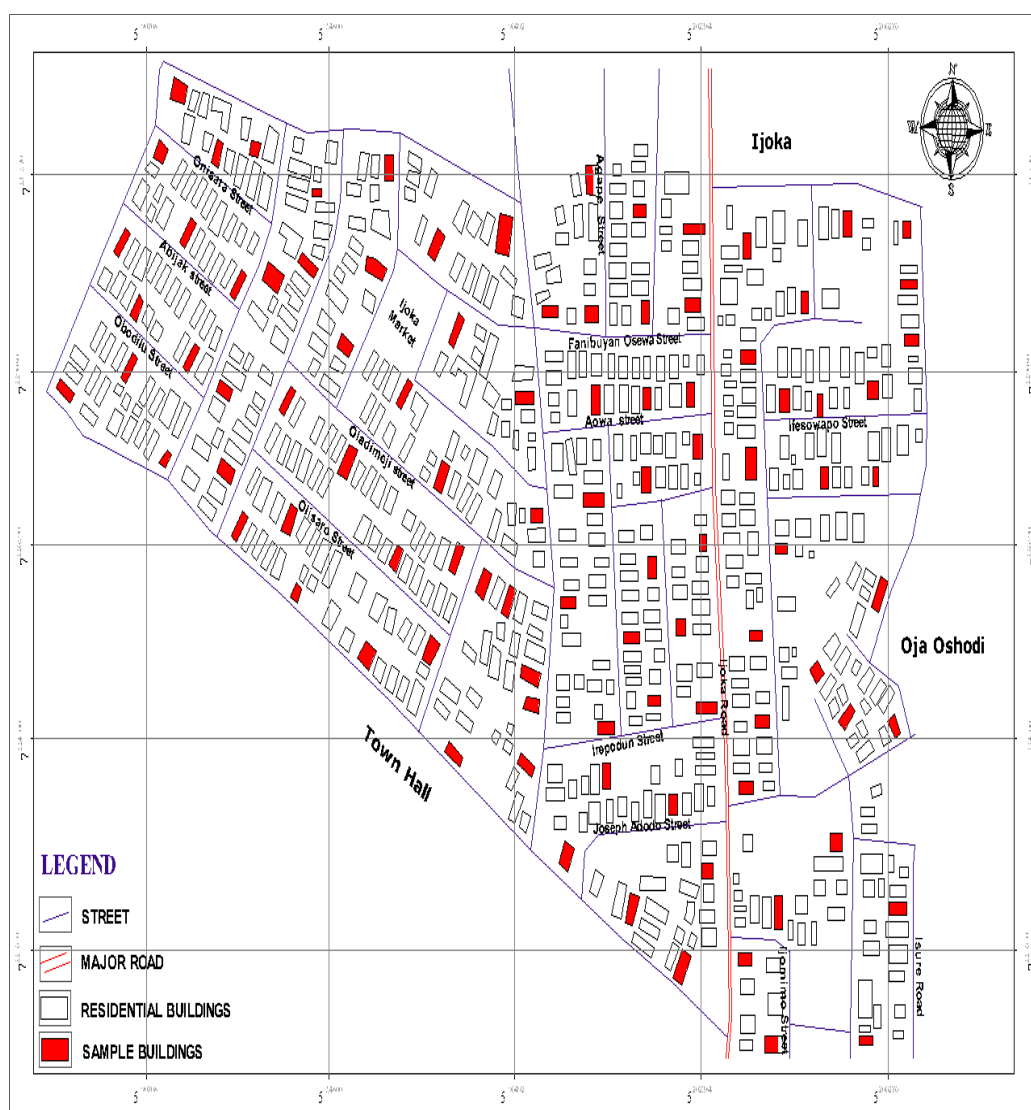 N
W
E
S
Ijoka
Onisara Street
Agape Street
Abijak street
Ijoka
Market
Obodilu Street
Fanibuyan Osewa Street
Aowa street
Ifesowapo Street
Oladimeji street
Olisaro Street
Oja Oshodi
Ijoka Road
Irepodun Street
Town Hall
Joseph Adodo Street
LEGEND
STREET
MAJOR ROAD
RESIDENTIAL BUILDINGS
SAMPLE BUILDINGS
Ijomimo Street
Isure Road